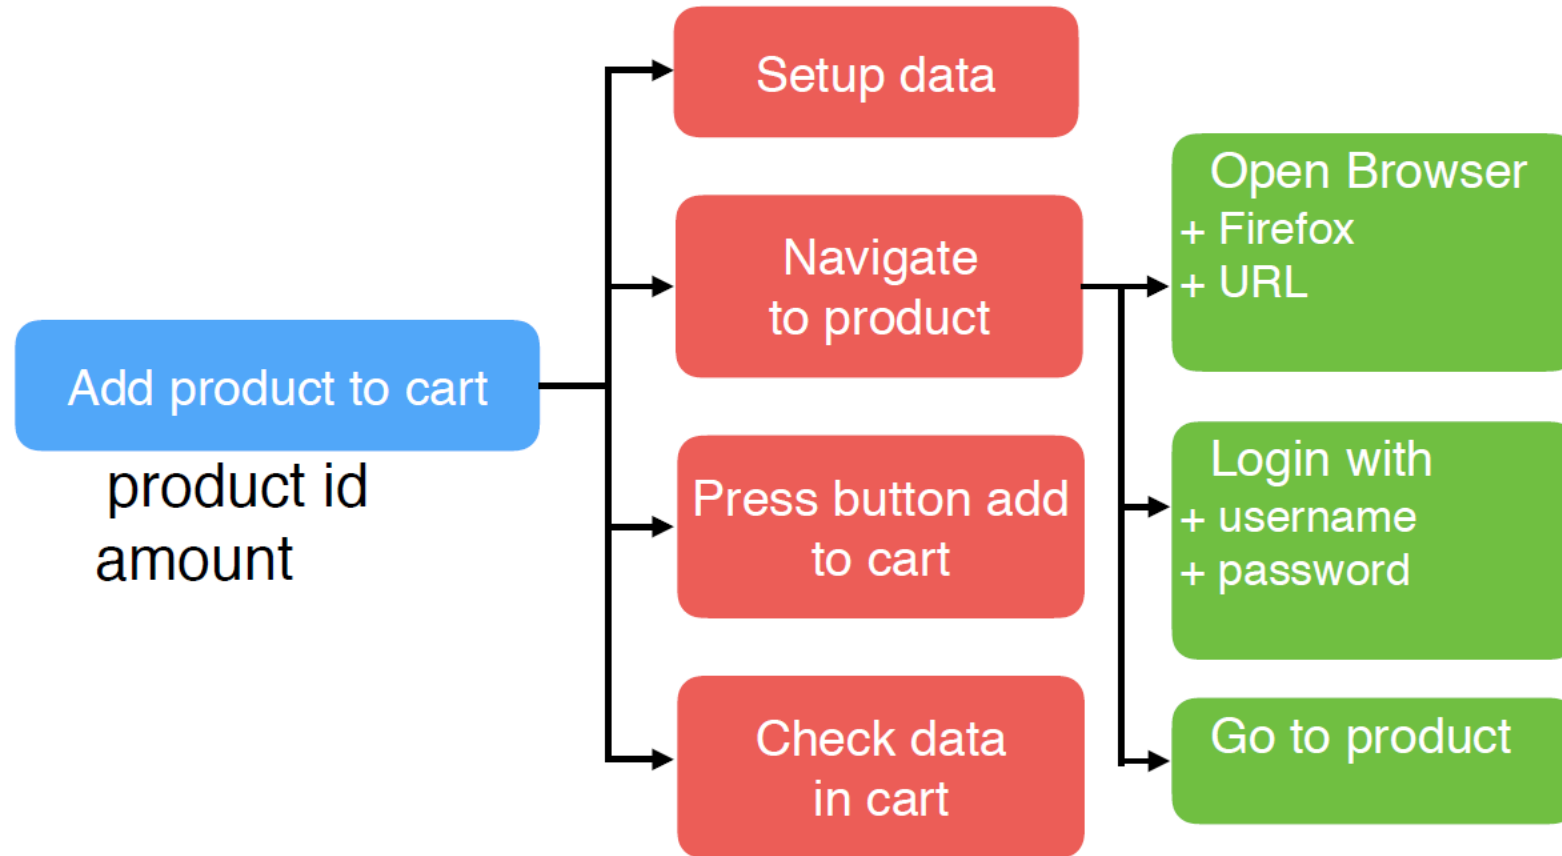 Add product to cart
product id
amount
Setup data
Navigate
to product
Press button add
to cart
Check data
in cart
Open Browser
+ Firefox
+ URL
Login with
+ username
+ password
Go to product